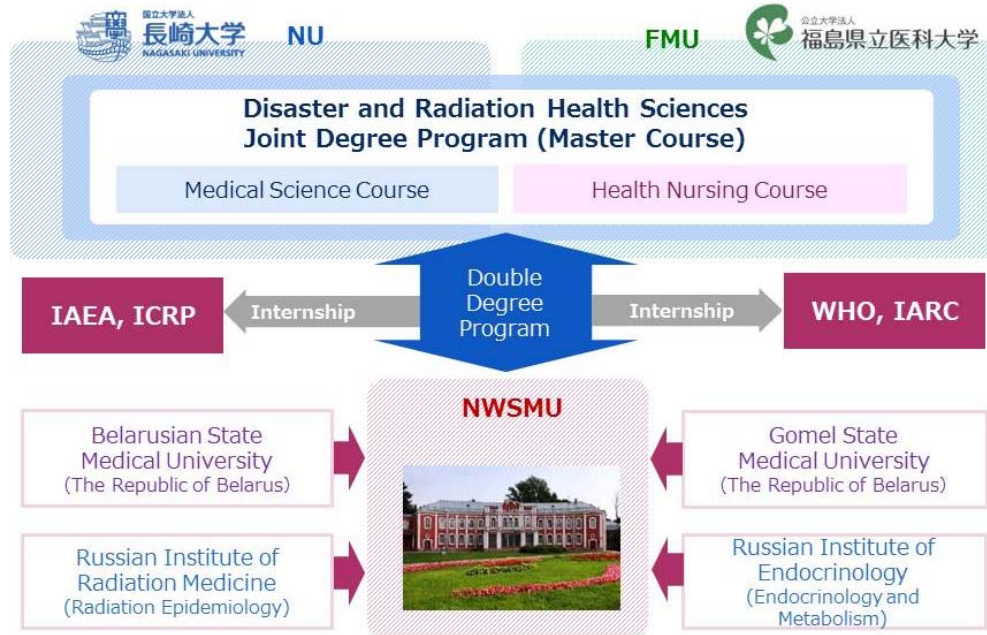 国立大学法人
長崎大学
NAGASAKI UNIVERSITY
NU
FMU
公立大学法人
福島県立医科大学
Disaster and Radiation Health Sciences
Joint Degree Program (Master Course)
Medical Science Course
Health Nursing Course
Double
Degree
Program
IAEA, ICRP
Internship
Internship
WHO, IARC
NWSMU
Belarusian State
Medical University
(The Republic of Belarus)
Gomel State
Medical University
(The Republic of Belarus)
Russian Institute of
Radiation Medicine
(Radiation Epidemiology)
Russian Institute of
Endocrinology
(Endocrinology and
Metabolism)